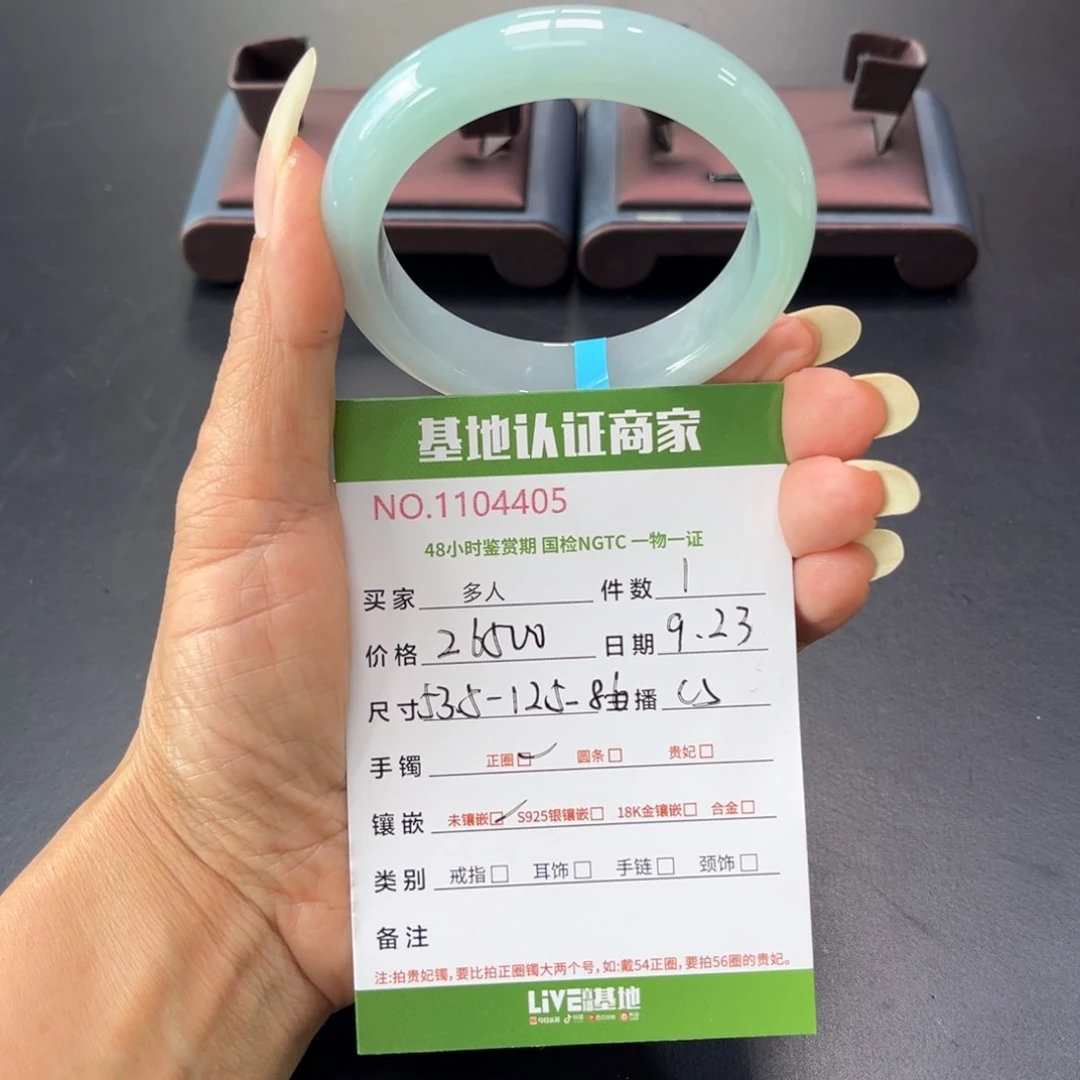 基地认证商家
NO.1104405
48小时鉴赏期 国检NGTC 一物一证
买家 多人 件数 1
价格 26500 日期 9.23
尺寸 535-125-8 播
手镯 正圈 圆条 贵妃
镶嵌 未镶嵌 S925银镶嵌 18K金镶嵌 合金
类别 戒指 耳饰 手链 颈饰
备注
注:拍贵妃镯,要比拍正圈镯大两个号,如:戴54正圈,要拍56圈的贵妃。
LiVE 基地